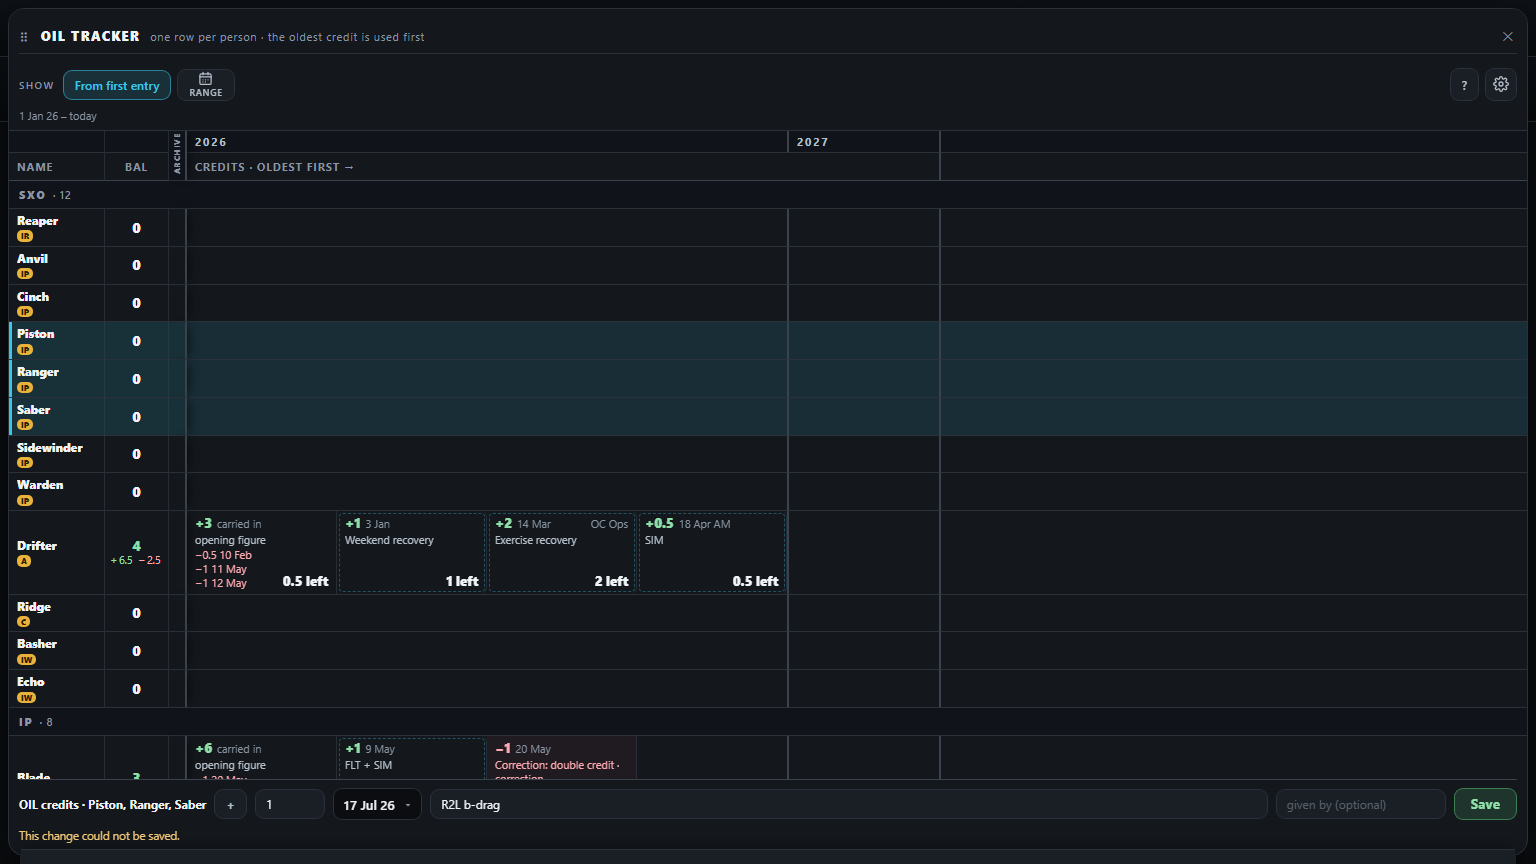 OIL TRACKER one row per person · the oldest credit is used first
SHOW From first entry RANGE ?
1 Jan 26 – today
ARCHIVE 2026 2027
NAME BAL CREDITS · OLDEST FIRST →
SXO · 12
Reaper 0
IR
Anvil 0
IP
Cinch 0
IP
Piston 0
IP
Ranger 0
IP
Saber 0
IP
Sidewinder 0
IP
Warden 0
IP
Drifter 4
A +6.5 −2.5
+3 carried in
opening figure
−0.5 10 Feb
−1 11 May
−1 12 May 0.5 left
+1 3 Jan
Weekend recovery
1 left
+2 14 Mar OC Ops
Exercise recovery
2 left
+0.5 18 Apr AM
SIM
0.5 left
Ridge 0
C
Basher 0
IW
Echo 0
IW
IP · 8
Blade 3
+6 carried in
opening figure
−1 20 May
+1 9 May
FLT + SIM
−1 20 May
Correction: double credit ·
correction
OIL credits · Piston, Ranger, Saber + 1 17 Jul 26 R2L b-drag given by (optional) Save
This change could not be saved.